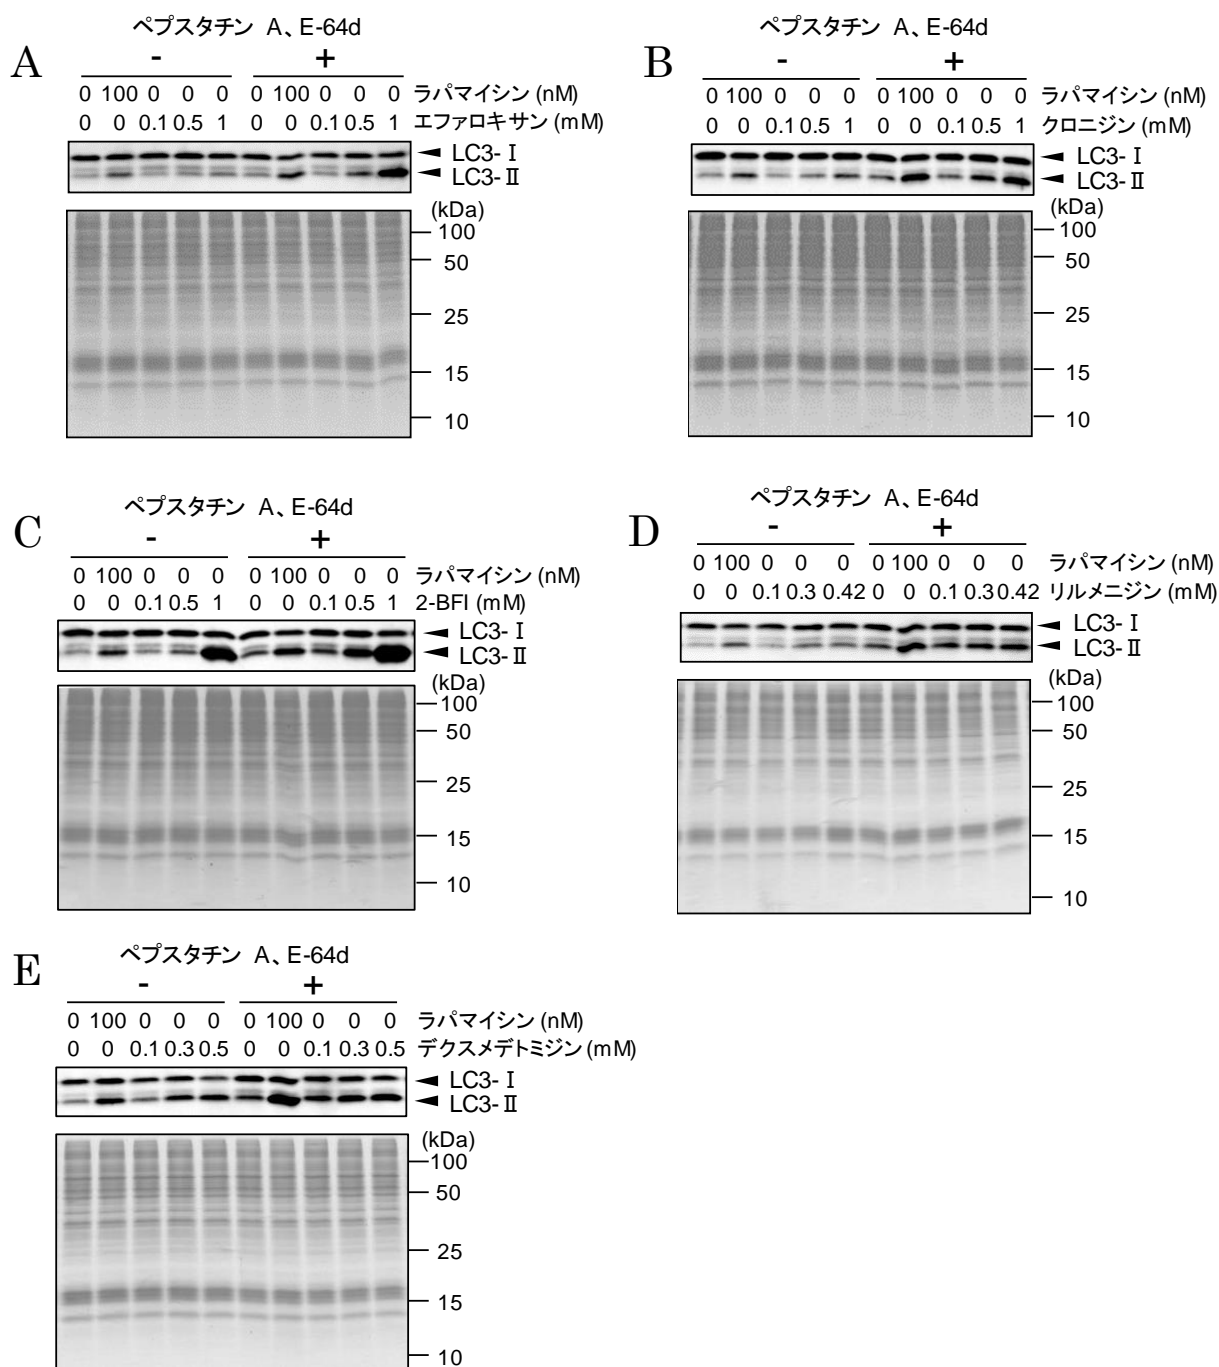 A
ペプスタチン A、E-64d
- +
0 100 0 0 0 0 100 0 0 0 ラパマイシン (nM)
0 0 0.1 0.5 1 0 0 0.1 0.5 1 エファロキサン (mM)
LC3-Ⅰ
LC3-Ⅱ
(kDa)
100
50
25
15
10
B
ペプスタチン A、E-64d
- +
0 100 0 0 0 0 100 0 0 0 ラパマイシン (nM)
0 0 0.1 0.5 1 0 0 0.1 0.5 1 クロニジン (mM)
LC3-Ⅰ
LC3-Ⅱ
(kDa)
100
50
25
15
10
C
ペプスタチン A、E-64d
- +
0 100 0 0 0 0 100 0 0 0 ラパマイシン (nM)
0 0 0.1 0.5 1 0 0 0.1 0.5 1 2-BFI (mM)
LC3-Ⅰ
LC3-Ⅱ
(kDa)
100
50
25
15
10
D
ペプスタチン A、E-64d
- +
0 100 0 0 0 0 100 0 0 0 ラパマイシン (nM)
0 0 0.1 0.3 0.42 0 0 0.1 0.3 0.42 リルメニジン (mM)
LC3-Ⅰ
LC3-Ⅱ
(kDa)
100
50
25
15
10
E
ペプスタチン A、E-64d
- +
0 100 0 0 0 0 100 0 0 0 ラパマイシン (nM)
0 0 0.1 0.3 0.5 0 0 0.1 0.3 0.5 デクスメデトミジン (mM)
LC3-Ⅰ
LC3-Ⅱ
(kDa)
100
50
25
15
10